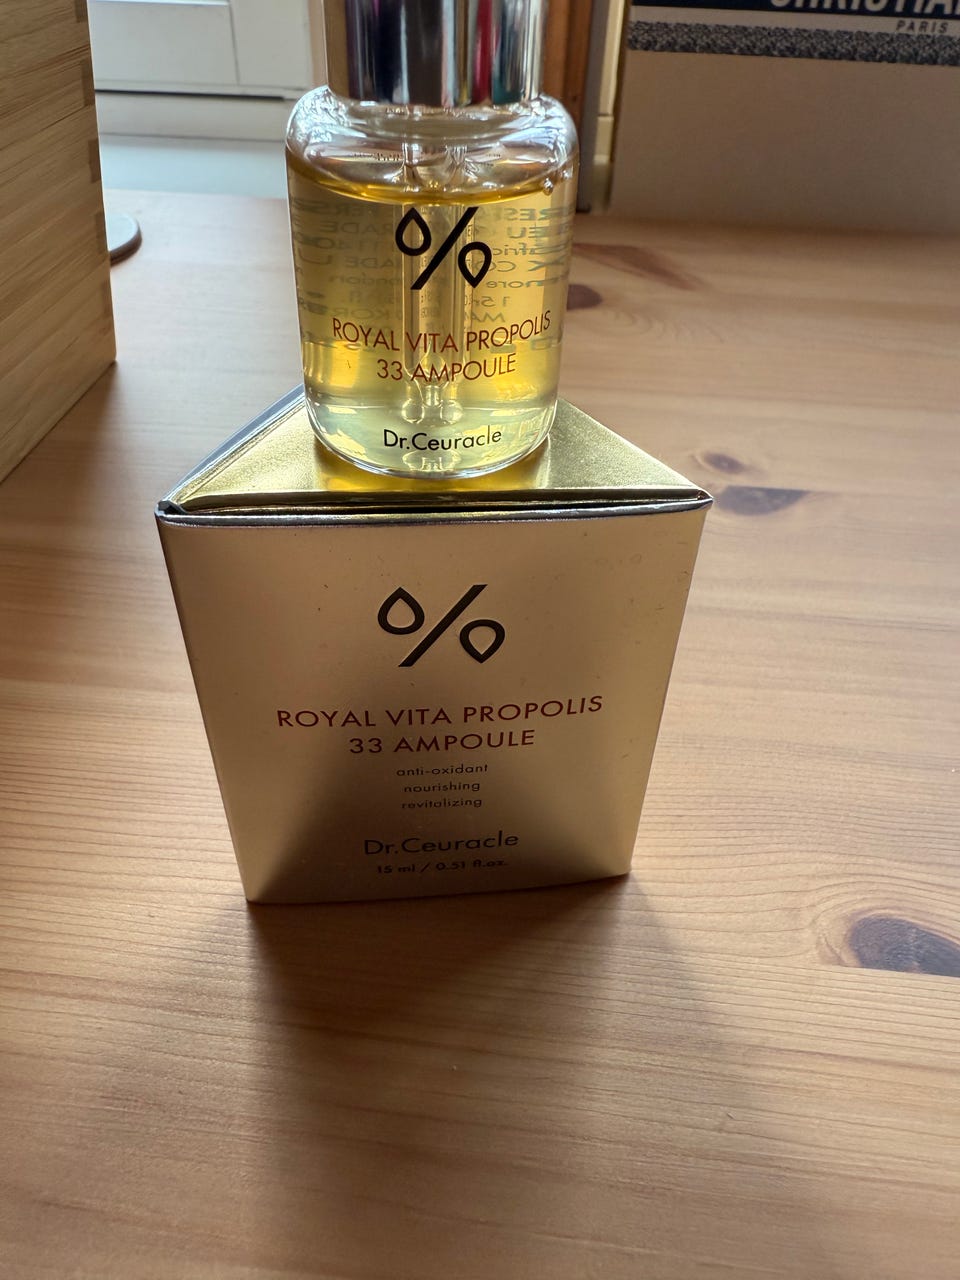 CHRISTIAN
PARIS
%
ROYAL VITA PROPOLIS
33 AMPOULE
Dr.Ceuracle
%
ROYAL VITA PROPOLIS
33 AMPOULE
anti-oxidant
nourishing
revitalizing
Dr.Ceuracle
15 ml / 0.51 fl.oz.